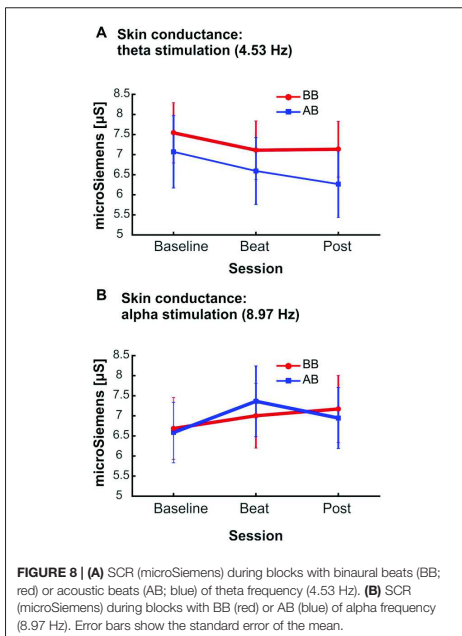 A Skin conductance:
theta stimulation (4.53 Hz)
microSiemens [µS]
8.5
8
7.5
7
6.5
6
5.5
5
BB
AB
Baseline Beat Post
Session
B Skin conductance:
alpha stimulation (8.97 Hz)
microSiemens [µS]
8.5
8
7.5
7
6.5
6
5.5
5
BB
AB
Baseline Beat Post
Session
FIGURE 8 | (A) SCR (microSiemens) during blocks with binaural beats (BB;
red) or acoustic beats (AB; blue) of theta frequency (4.53 Hz). (B) SCR
(microSiemens) during blocks with BB (red) or AB (blue) of alpha frequency
(8.97 Hz). Error bars show the standard error of the mean.